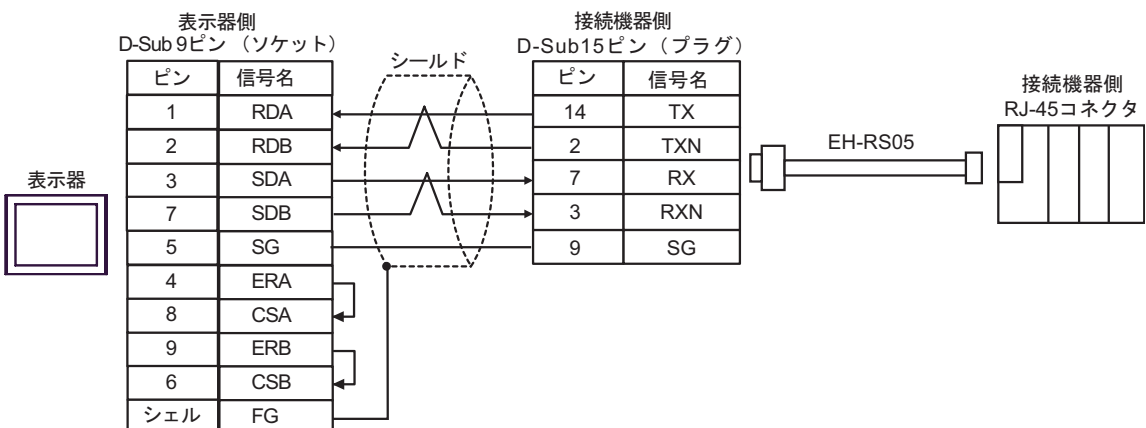 表示器側
D-Sub 9ピン （ソケット）
ピン 信号名
1 RDA
2 RDB
3 SDA
7 SDB
5 SG
4 ERA
8 CSA
9 ERB
6 CSB
シェル FG
表示器
シールド
接続機器側
D-Sub15ピン（プラグ）
ピン 信号名
14 TX
2 TXN
7 RX
3 RXN
9 SG
EH-RS05
接続機器側
RJ-45コネクタ